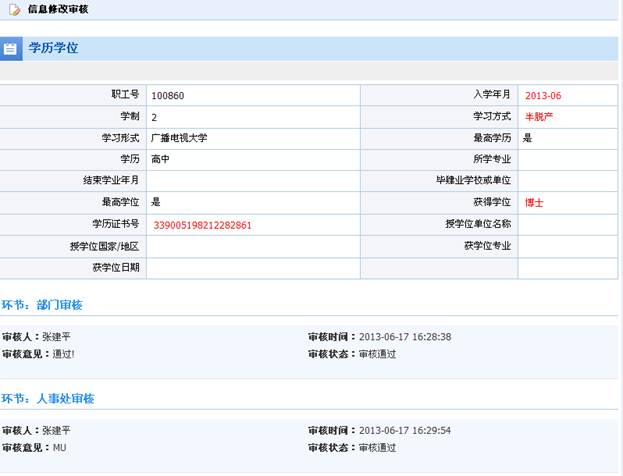 信息修改审核
学历学位
职工号 100860 入学年月 2013-06
学制 2 学习方式 半脱产
学习形式 广播电视大学 最高学历 是
学历 高中 所学专业
结束学业年月 毕肄业学校或单位
最高学位 是 获得学位 博士
学历证书号 339005198212282861 授学位单位名称
授学位国家/地区 获学位专业
获学位日期
环节：部门审核
审核人：张建平 审核时间：2013-06-17 16:28:38
审核意见：通过! 审核状态：审核通过
环节：人事处审核
审核人：张建平 审核时间：2013-06-17 16:29:54
审核意见：MU 审核状态：审核通过